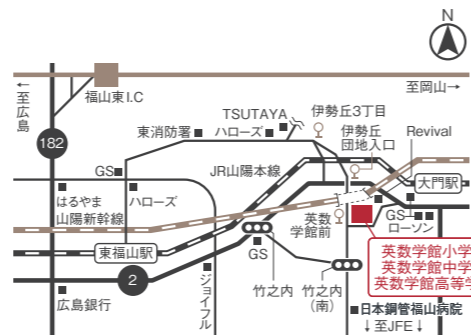 N
至岡山→
←至広島
福山東I.C
TSUTAYA
伊勢丘3丁目
東消防署
ハローズ
伊勢丘
団地入口
Revival
182
GS
JR山陽本線
大門駅
はるやま
ハローズ
山陽新幹線
英数
学館前
GS
ローソン
東福山駅
GS
英数学館小学
英数学館中学
英数学館高等学
2
竹之内
竹之内
(南)
広島銀行
ジョイフル
日本鋼管福山病院
↓至JFE↓